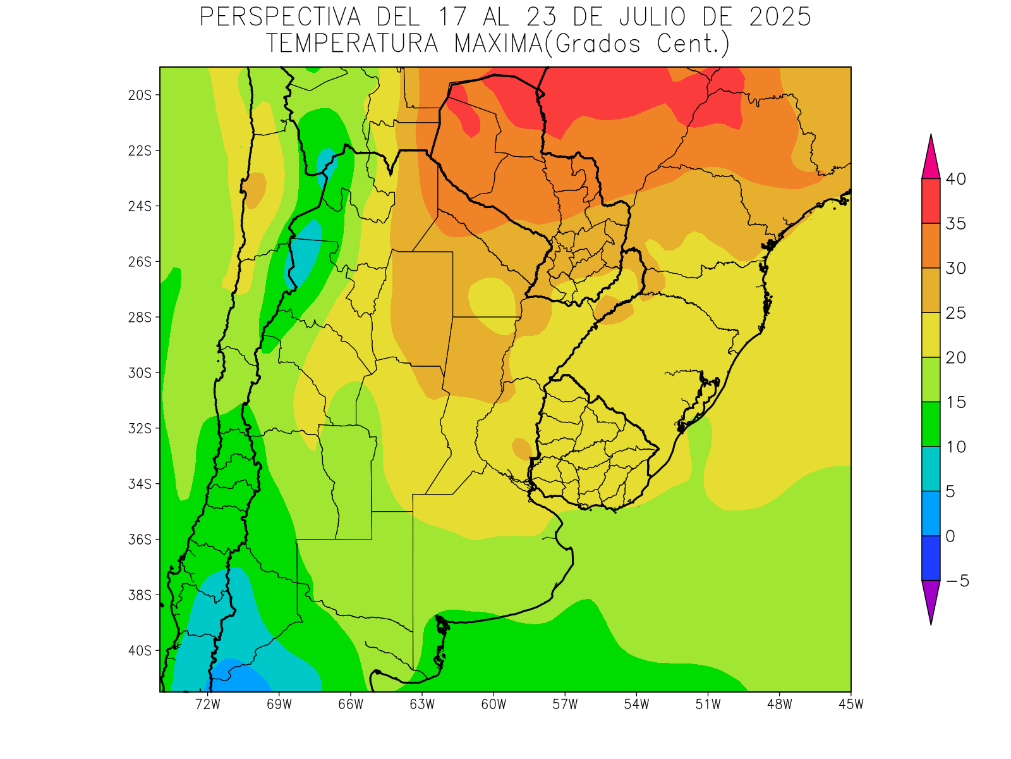 PERSPECTIVA DEL 17 AL 23 DE JULIO DE 2025
TEMPERATURA MAXIMA(Grados Cent.)
20S
22S
24S
26S
28S
30S
32S
34S
36S
38S
40S
72W 69W 66W 63W 60W 57W 54W 51W 48W 45W
40
35
30
25
20
15
10
5
0
−5